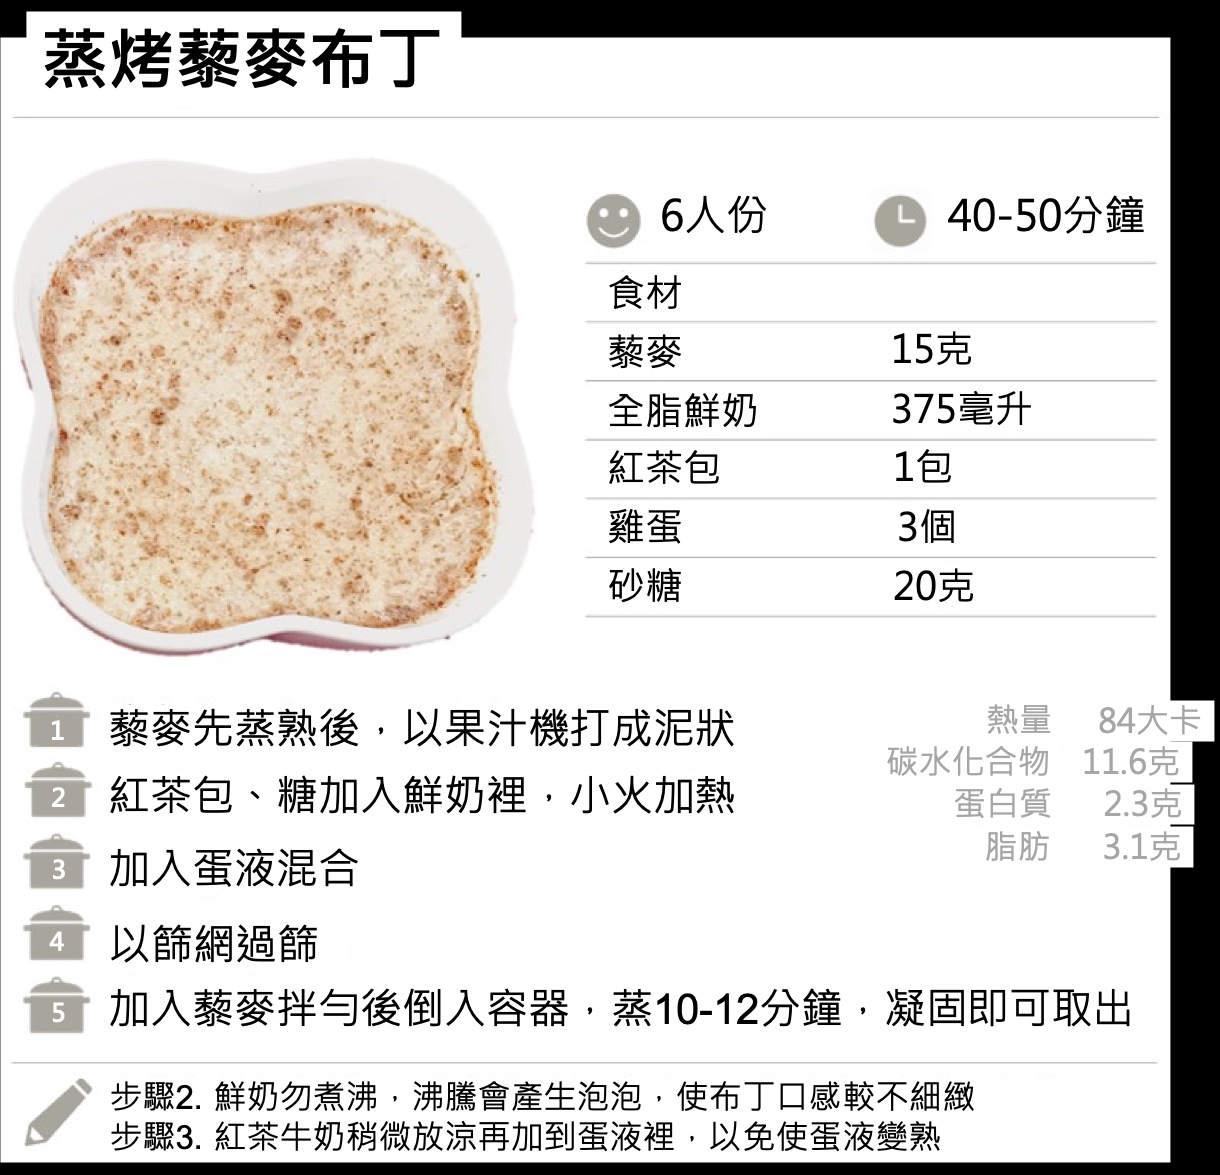 蒸烤藜麥布丁
6人份 40-50分鐘
食材
藜麥 15克
全脂鮮奶 375毫升
紅茶包 1包
雞蛋 3個
砂糖 20克
1 藜麥先蒸熟後，以果汁機打成泥狀
2 紅茶包、糖加入鮮奶裡，小火加熱
3 加入蛋液混合
4 以篩網過篩
5 加入藜麥拌勻後倒入容器，蒸10-12分鐘，凝固即可取出
熱量 84大卡
碳水化合物 11.6克
蛋白質 2.3克
脂肪 3.1克
步驟2. 鮮奶勿煮沸，沸騰會產生泡泡，使布丁口感較不細緻
步驟3. 紅茶牛奶稍微放涼再加到蛋液裡，以免使蛋液變熟